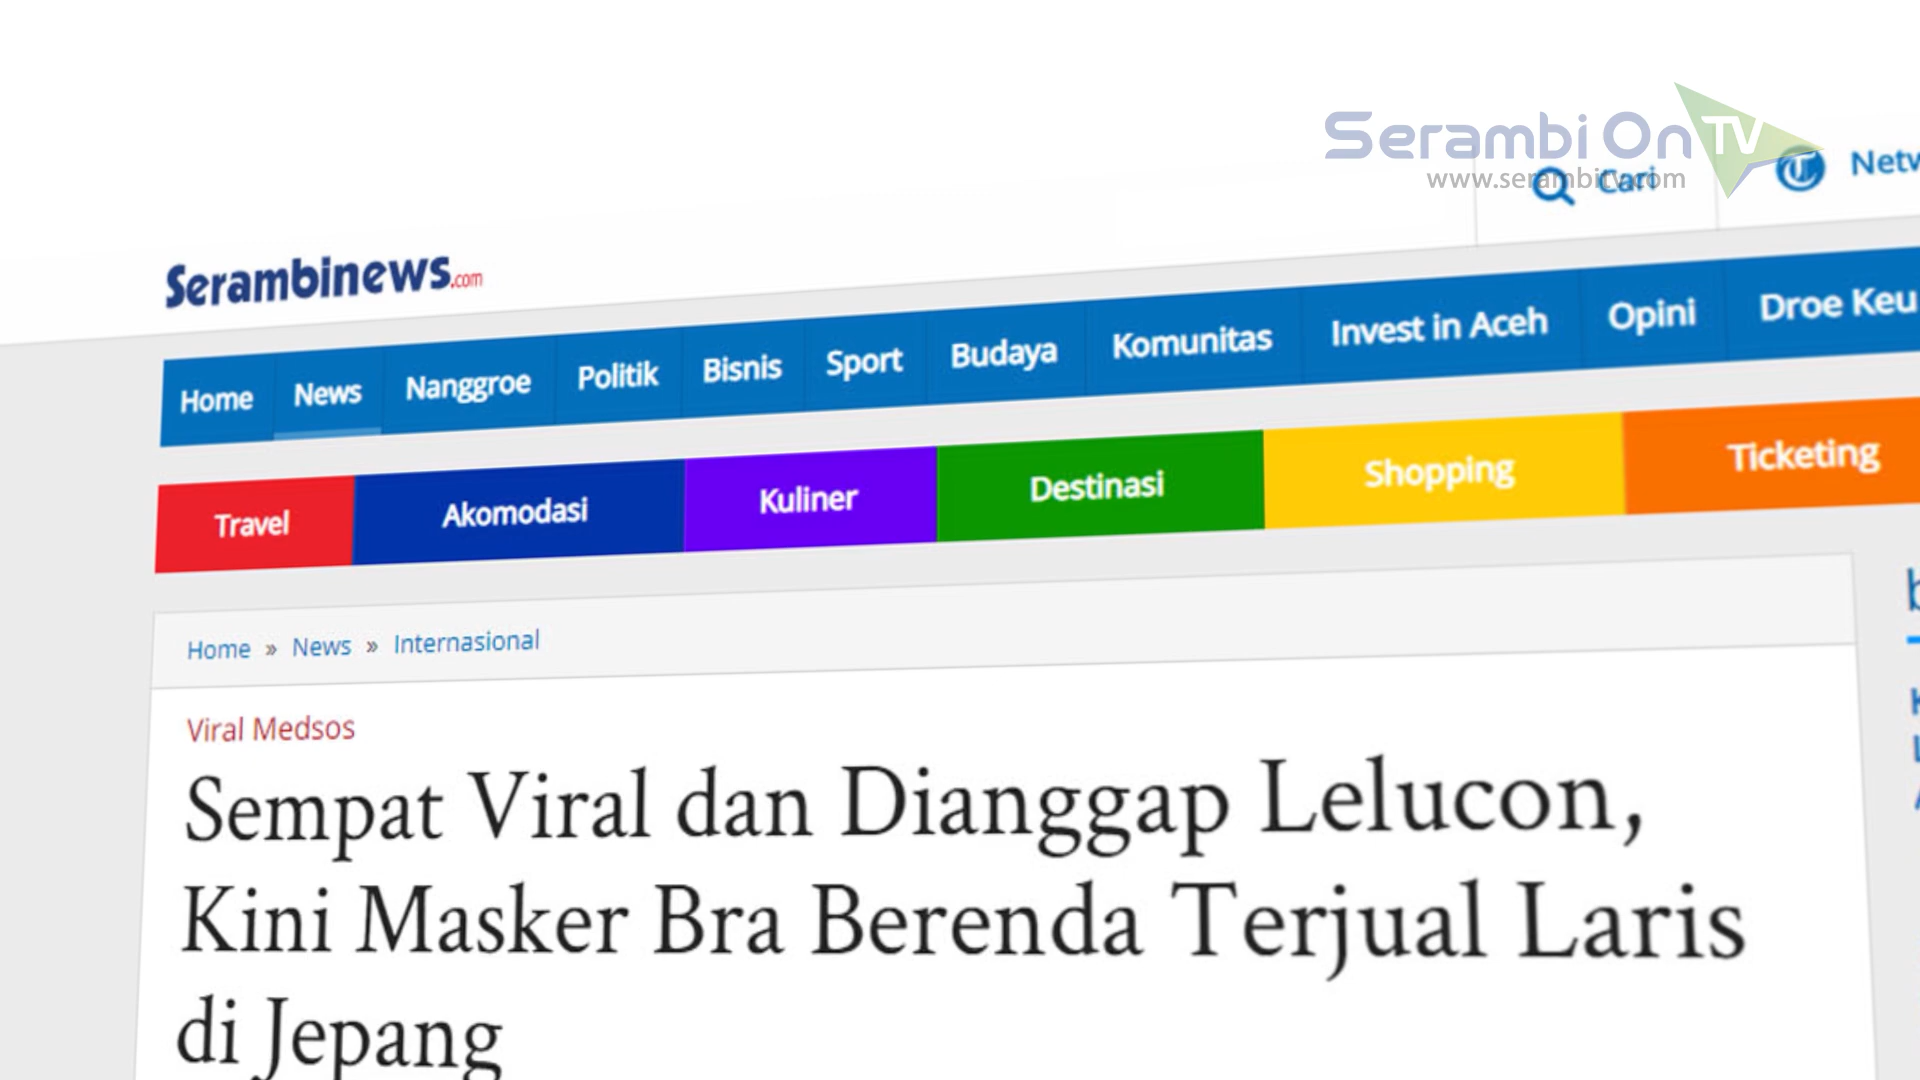 Serambi On TV
www.serambitv.com
Cari
Serambinews.com
Home News Nanggroe Politik Bisnis Sport Budaya Komunitas Invest in Aceh Opini Droe Keu
Travel Akomodasi Kuliner Destinasi Shopping Ticketing
Home » News » Internasional
Viral Medsos
Sempat Viral dan Dianggap Lelucon,
Kini Masker Bra Berenda Terjual Laris
di Jepang